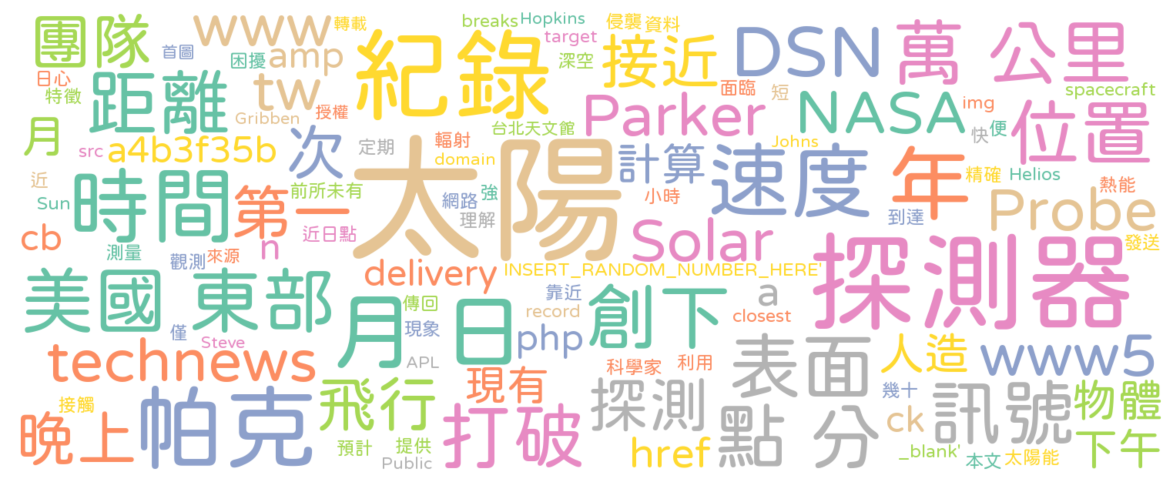 團隊
首圖
www
轉載
紀錄
breaks
Hopkins
target
侵襲
資料
接近
DSN
萬
公里
日心
特徵
困擾
amp
距離
tw
授權
Gribben
深空
面臨
短
spacecraft
月
src
a4b3f35b
次
定期
輻射
台北天文館
domain
Parker
NASA
img
快
便
位置
Johns
近
Sun
時間
第一
前所未有
太陽
網路
強
理解
計算
小時
速度
年
精確
Helios
熱能
到達
Probe
發送
cb
測量
觀測
來源
n
近日點
delivery
INSERT_RANDOM_NUMBER_HERE'
Solar
探測器
美國
東部
月
日
傳回
現象
靠近
record
php
創下
a
closest
僅
Steve
technews
APL
科學家
利用
表面
人造
www5
接觸
晚上
帕克
飛行
預計
提供
Public
現有
打破
探測
href
點
分
幾十
ck
訊號
物體
_blank'
本文
太陽能
下午